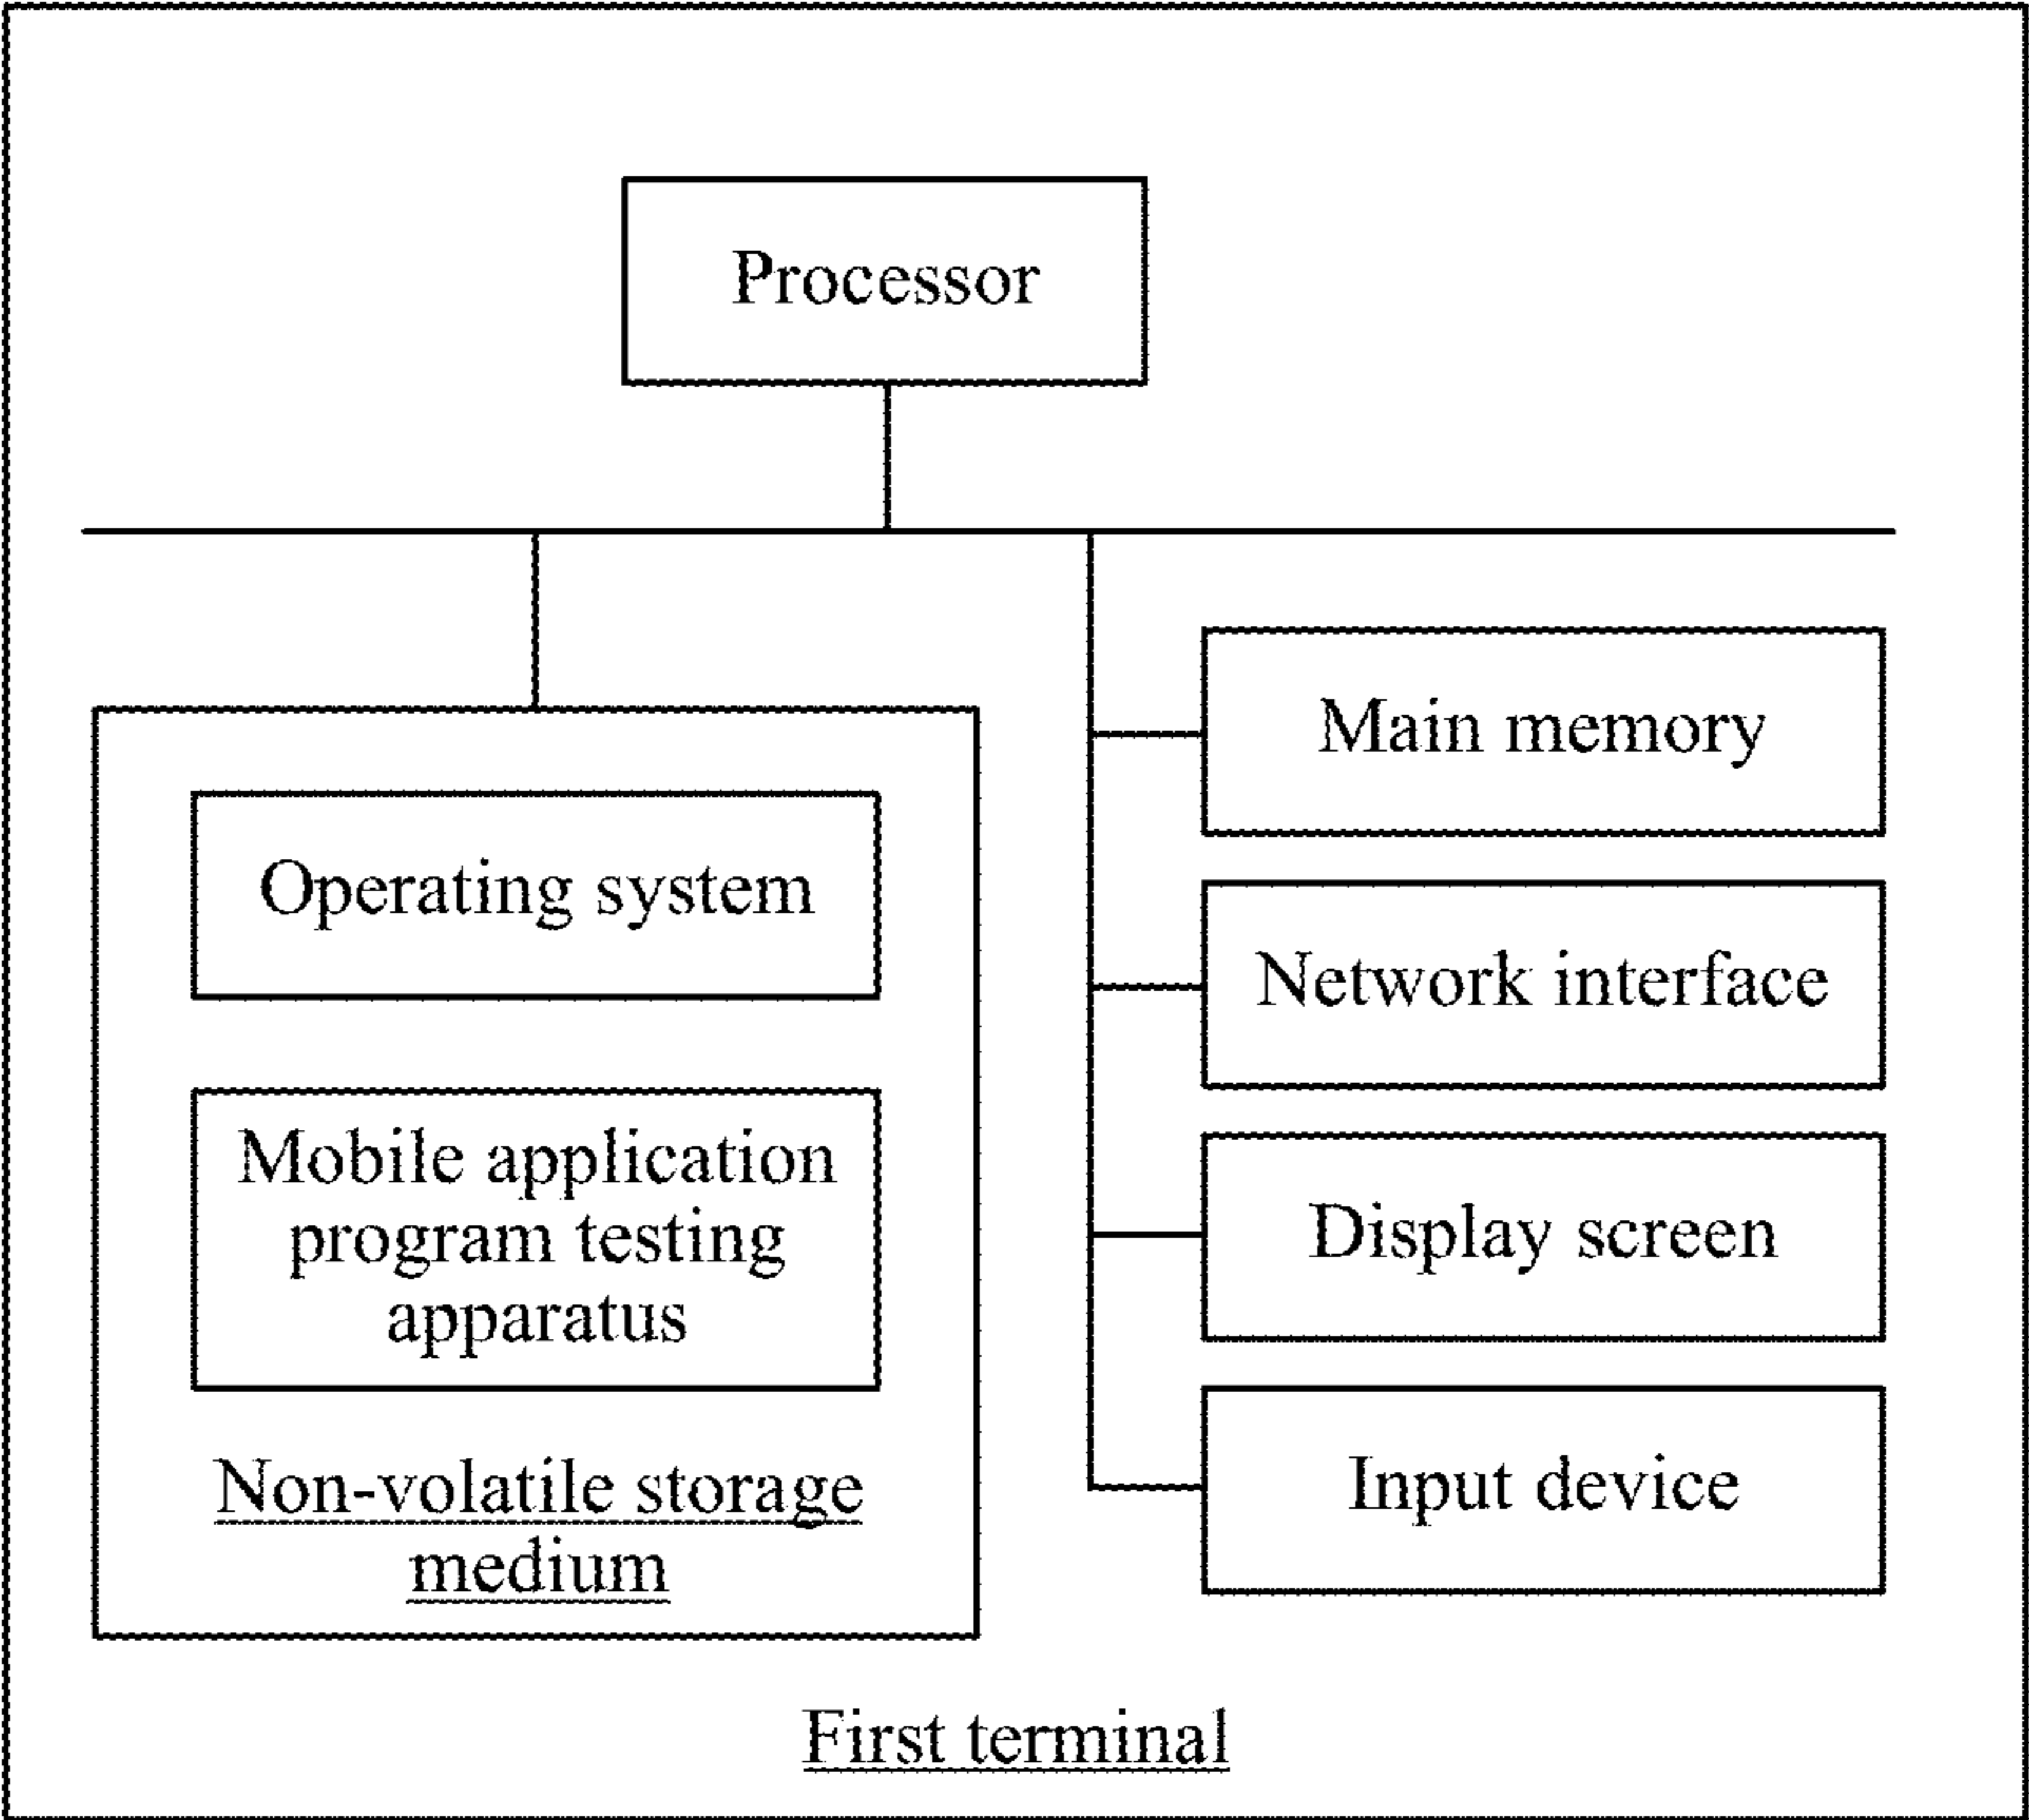 Processor
Operating system
Mobile application
program testing
apparatus
Non-volatile storage
medium
Main memory
Network interface
Display screen
Input device
First terminal